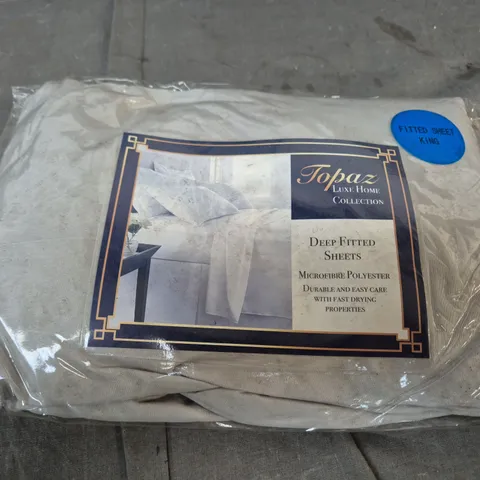 FITTED SHEET
KING
Topaz
LUXE HOME
COLLECTION
DEEP FITTED
SHEETS
MICROFIBRE POLYESTER
DURABLE AND EASY CARE
WITH FAST DRYING
PROPERTIES